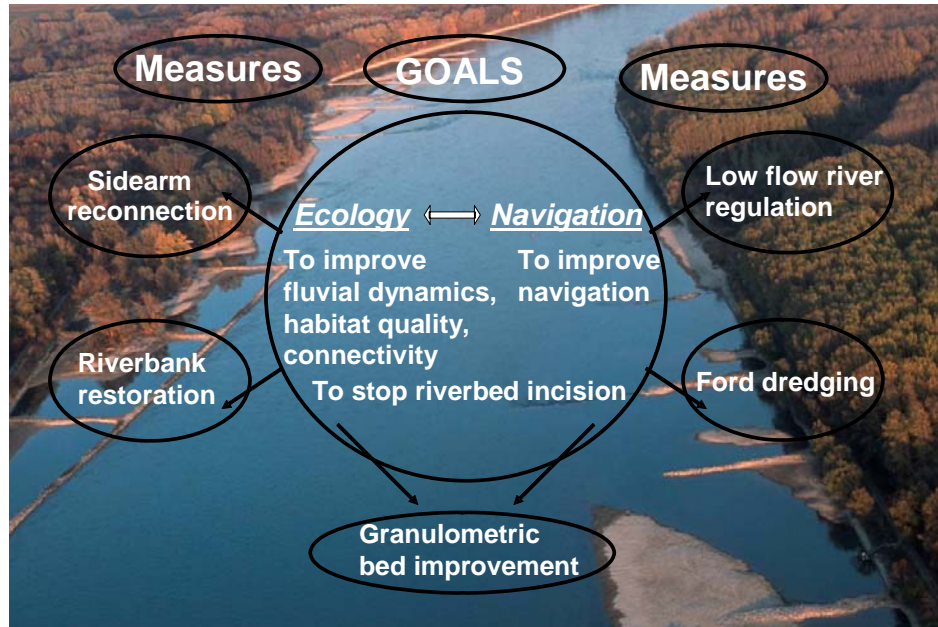 Measures
GOALS
Measures
Sidearm
reconnection
Low flow river
regulation
Ecology
Navigation
To improve
fluvial dynamics,
habitat quality,
connectivity
To improve
navigation
Riverbank
restoration
Ford dredging
To stop riverbed incision
Granulometric
bed improvement